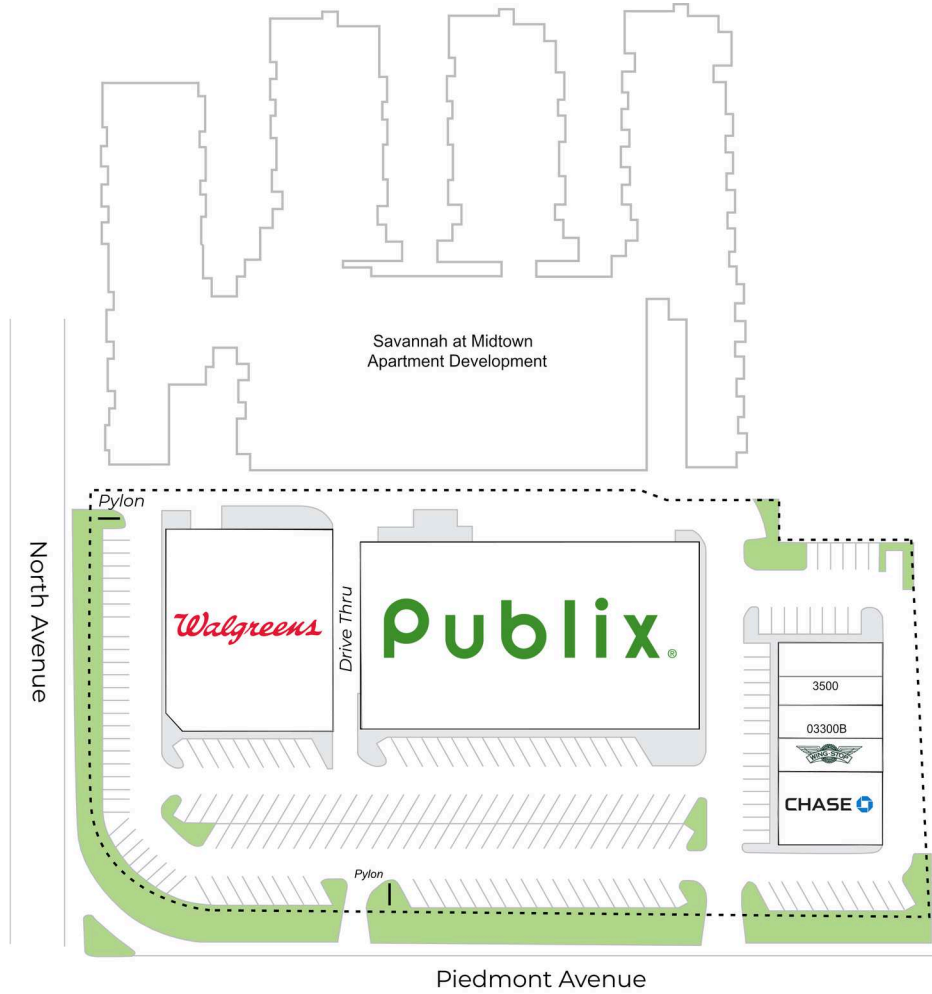 Savannah at Midtown
Apartment Development
Pylon
North Avenue
Walgreens
Drive Thru
Publix®
3500
03300B
WING·STOP
CHASE
Pylon
Piedmont Avenue